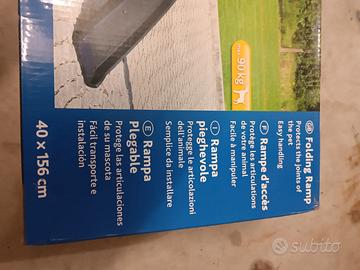 max. 90 kg
GB Folding Ramp
Protects the joints of
the pet
Easy handling
F Rampe d'accès
Protège les articulations
de votre animal
Facile à manipuler
I Rampa
pieghevole
Protegge le articolazioni
dell'animale
Semplice da installare
E Rampa
Plegable
Protege las articulaciones
de su mascota
Fácil transporte e
instalación
40 x 156 cm
subito